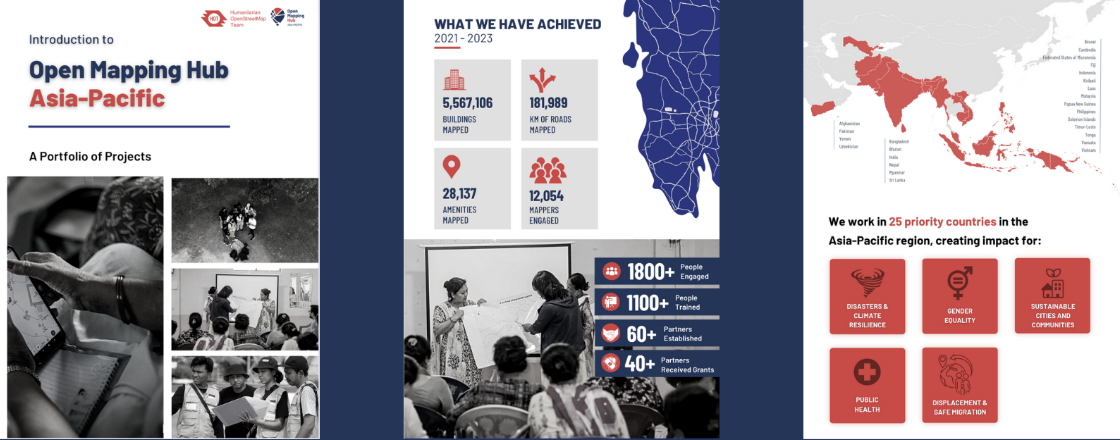 HOT
Humanitarian
OpenStreetMap
Team
Open
Mapping
Hub
Introduction to
Open Mapping Hub
Asia-Pacific
A Portfolio of Projects
WHAT WE HAVE ACHIEVED
2021 - 2023
5,567,106
BUILDINGS
MAPPED
181,989
KM OF ROADS
MAPPED
28,137
AMENITIES
MAPPED
12,054
MAPPERS
ENGAGED
1800+ People
Engaged
1100+ People
Trained
60+ Partners
Established
40+ Partners
Received Grants
Afghanistan
Pakistan
Yemen
Uzbekistan
Bangladesh
Bhutan
India
Nepal
Myanmar
Sri Lanka
Brunei
Cambodia
Federated States of Micronesia
Fiji
Indonesia
Kiribati
Laos
Malaysia
Papua New Guinea
Philippines
Solomon Islands
Timor-Leste
Tonga
Vanuatu
Vietnam
We work in 25 priority countries in the
Asia-Pacific region, creating impact for:
DISASTERS &
CLIMATE
RESILIENCE
GENDER
EQUALITY
SUSTAINABLE
CITIES AND
COMMUNITIES
PUBLIC
HEALTH
DISPLACEMENT &
SAFE MIGRATION